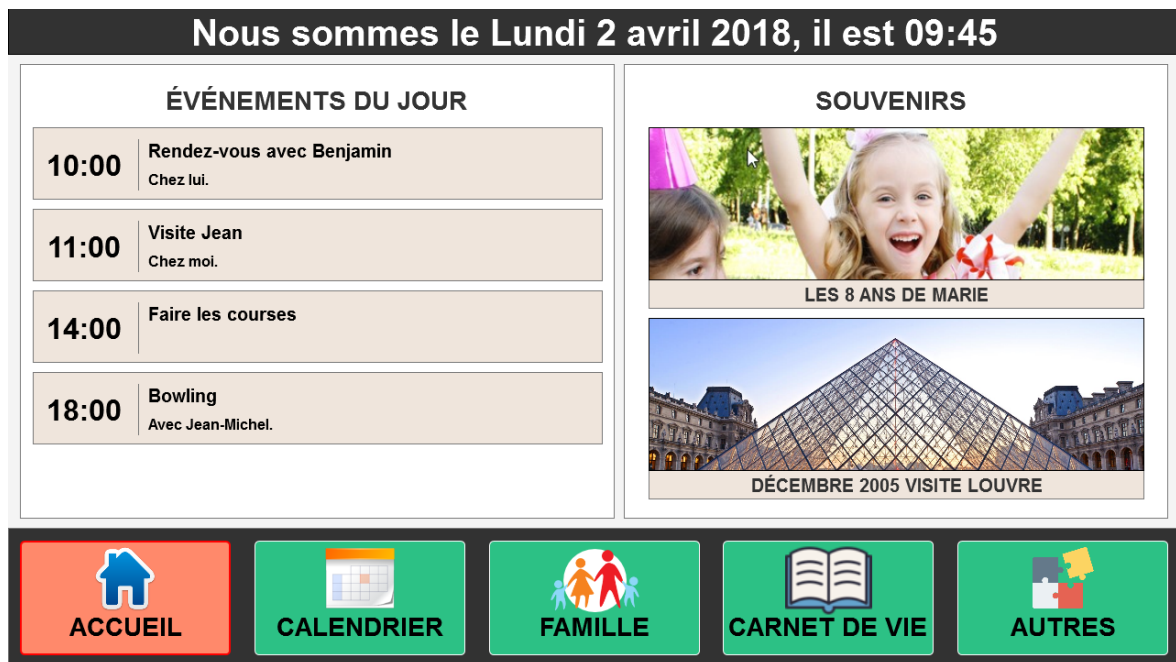 Nous sommes le Lundi 2 avril 2018, il est 09:45
ÉVÉNEMENTS DU JOUR
10:00
Rendez-vous avec Benjamin
Chez lui.
11:00
Visite Jean
Chez moi.
14:00
Faire les courses
18:00
Bowling
Avec Jean-Michel.
SOUVENIRS
LES 8 ANS DE MARIE
DÉCEMBRE 2005 VISITE LOUVRE
ACCUEIL
CALENDRIER
FAMILLE
CARNET DE VIE
AUTRES